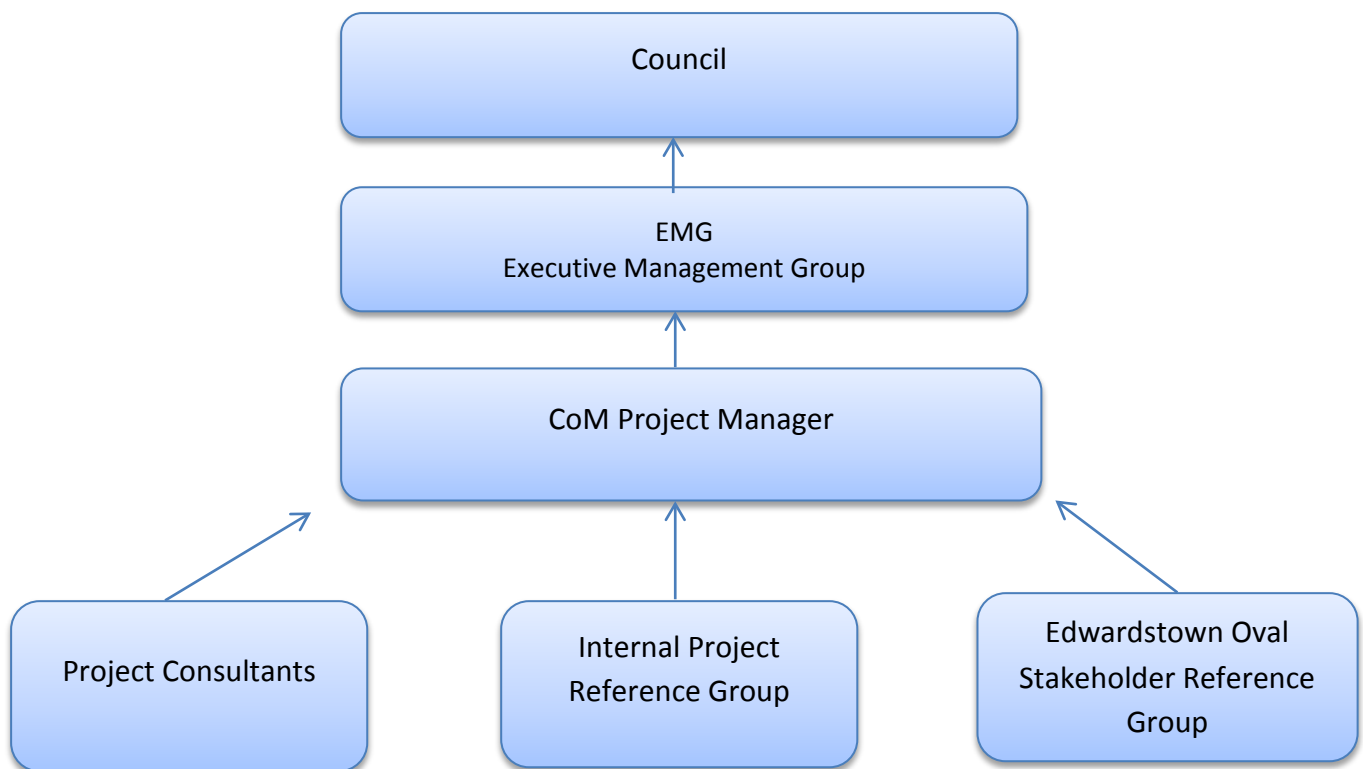 Council
EMG
Executive Management Group
CoM Project Manager
Project Consultants
Internal Project
Reference Group
Edwardstown Oval
Stakeholder Reference
Group